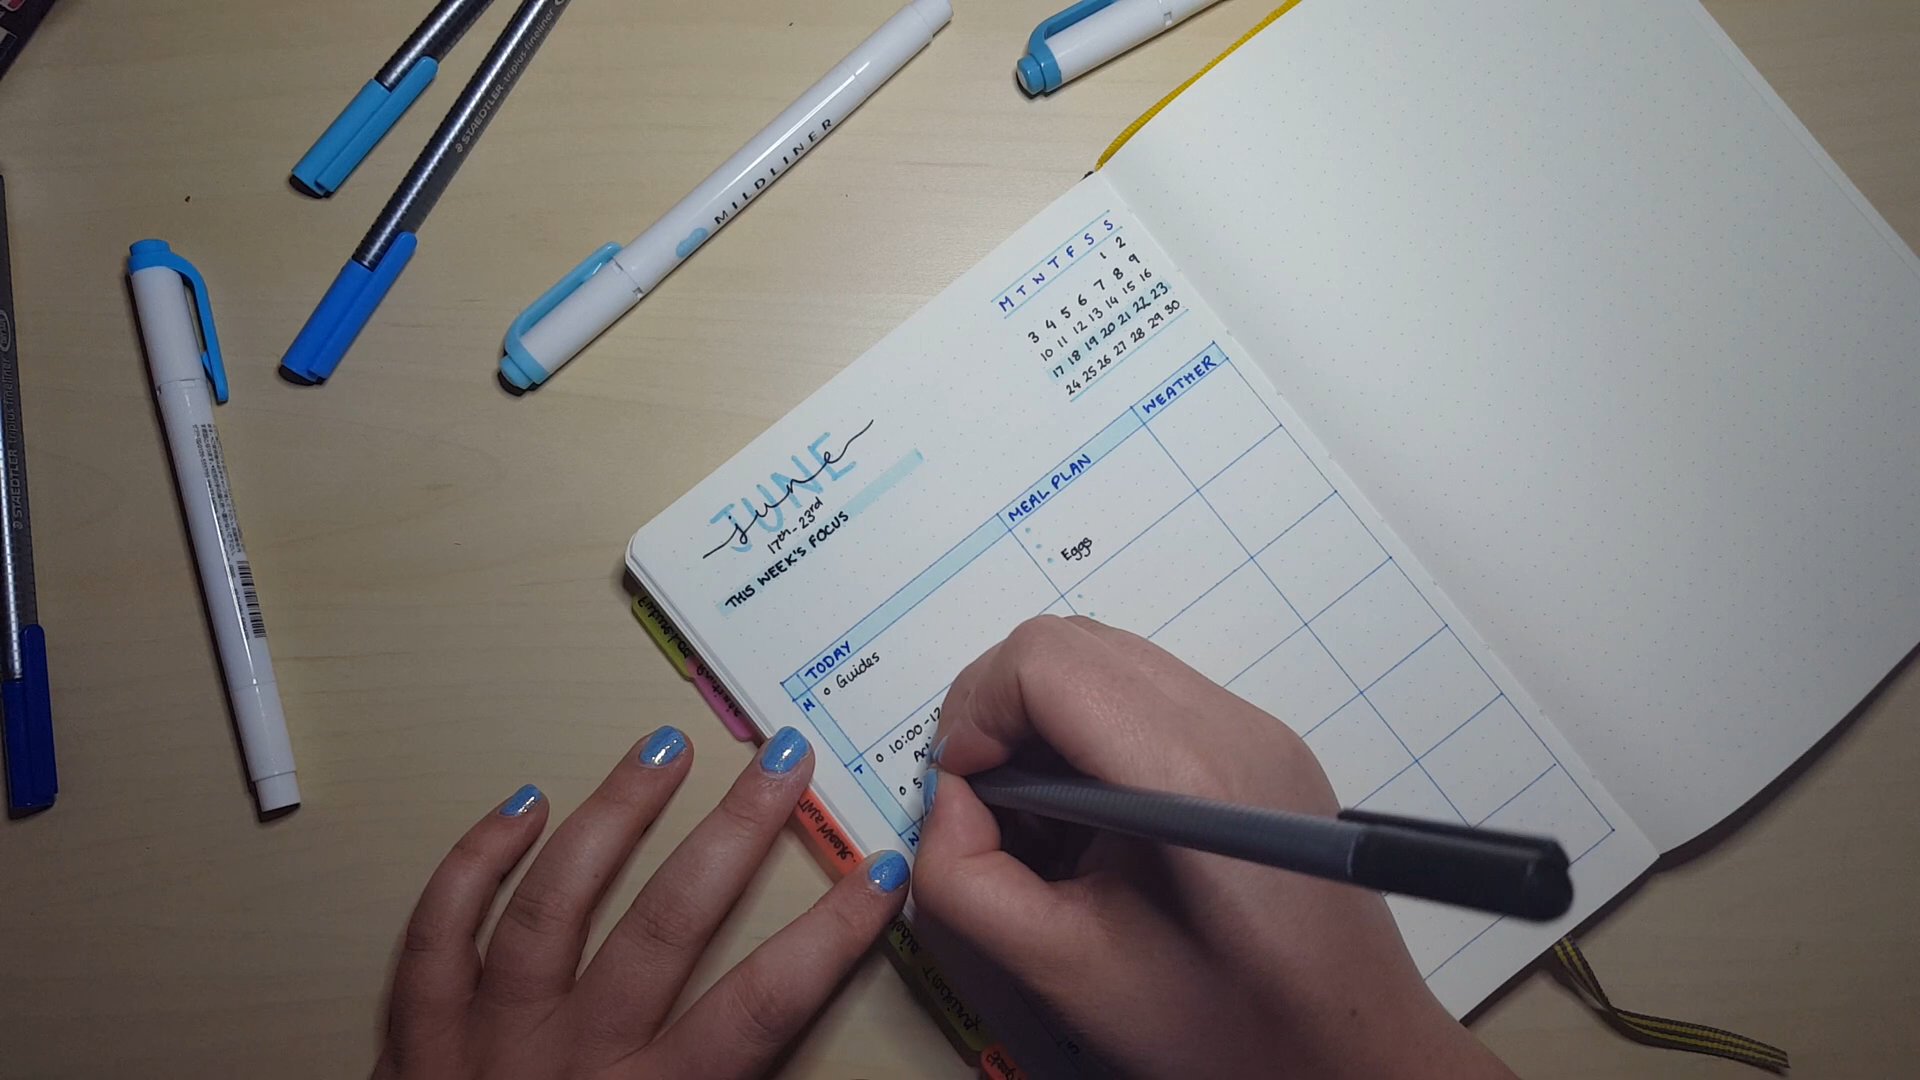 STAEDTLER triplus fineliner
MILDLINER
STAEDTLER triplus fineliner
M T W T F S S
1 2
3 4 5 6 7 8 9
10 11 12 13 14 15 16
17 18 19 20 21 22 23
24 25 26 27 28 29 30
JUNE
june
17th - 23rd
THIS WEEK'S FOCUS
TODAY
MEAL PLAN
WEATHER
M
Guides
Eggs
T
10:00-12
5
W